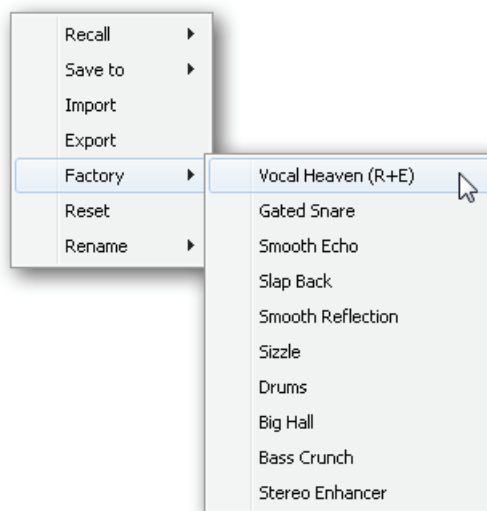 Recall
Save to
Import
Export
Factory
Reset
Rename
Vocal Heaven (R+E)
Gated Snare
Smooth Echo
Slap Back
Smooth Reflection
Sizzle
Drums
Big Hall
Bass Crunch
Stereo Enhancer